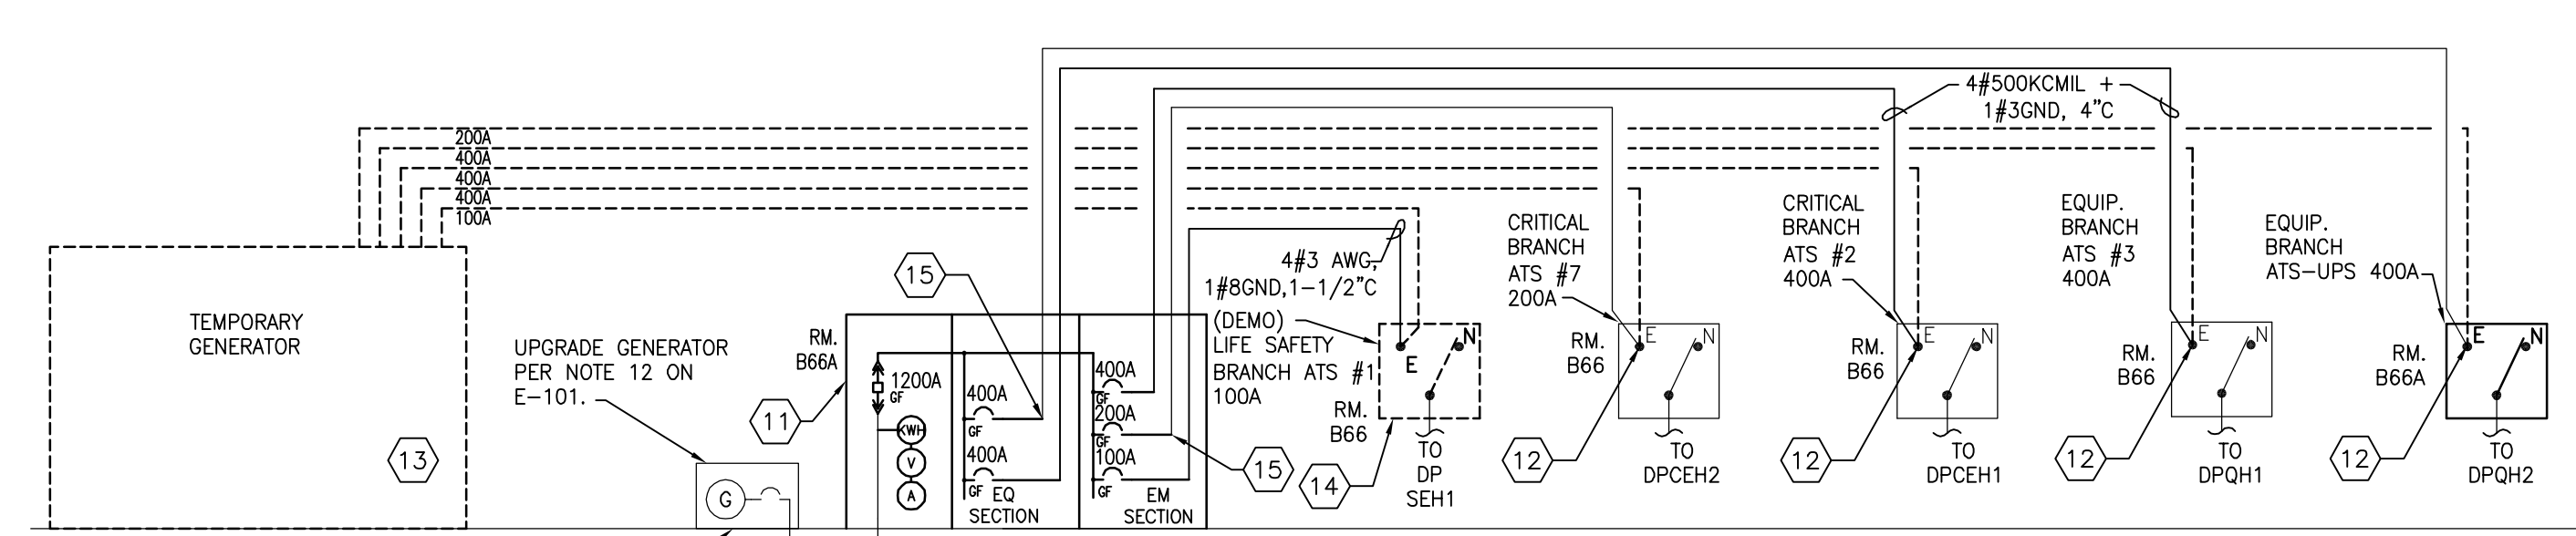 200A
400A
400A
400A
100A
TEMPORARY
GENERATOR
13
UPGRADE GENERATOR
PER NOTE 12 ON
E-101.
G
11
RM.
B66A
15
1200A
GF
KWH
V
A
400A
GF
400A
GF
EQ
SECTION
400A
GF
200A
GF
100A
GF
EM
SECTION
15
4#3 AWG,
1#8GND,1-1/2"C
(DEMO)
LIFE SAFETY
BRANCH ATS #1
100A
RM.
B66
14
E
N
TO
DP
SEH1
CRITICAL
BRANCH
ATS #7
200A
RM.
B66
12
E
N
TO
DPCEH2
4#500KCMIL +
1#3GND, 4"C
CRITICAL
BRANCH
ATS #2
400A
RM.
B66
12
E
N
TO
DPCEH1
EQUIP.
BRANCH
ATS #3
400A
RM.
B66
12
E
N
TO
DPQH1
EQUIP.
BRANCH
ATS-UPS 400A
RM.
B66A
12
E
N
TO
DPQH2